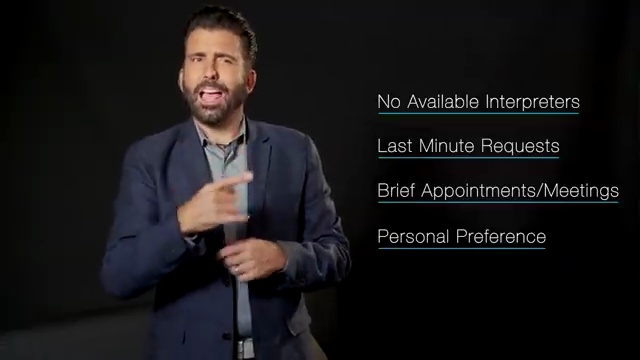 No Available Interpreters
Last Minute Requests
Brief Appointments/Meetings
Personal Preference